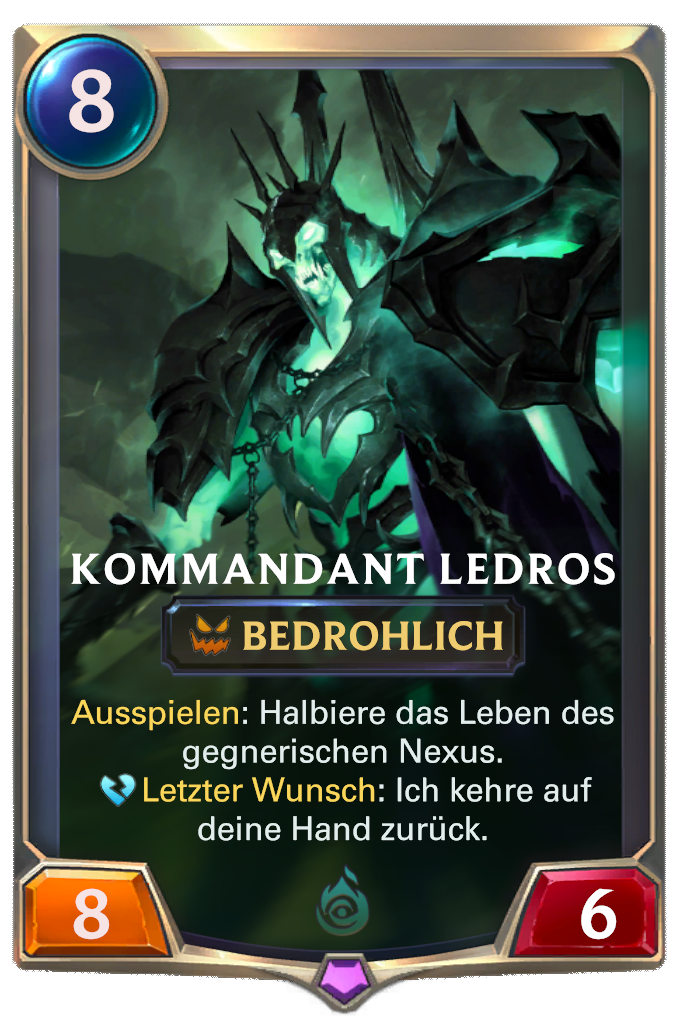 8
KOMMANDANT LEDROS
BEDROHLICH
Ausspielen: Halbiere das Leben des
gegnerischen Nexus.
Letzter Wunsch: Ich kehre auf
deine Hand zurück.
8 6